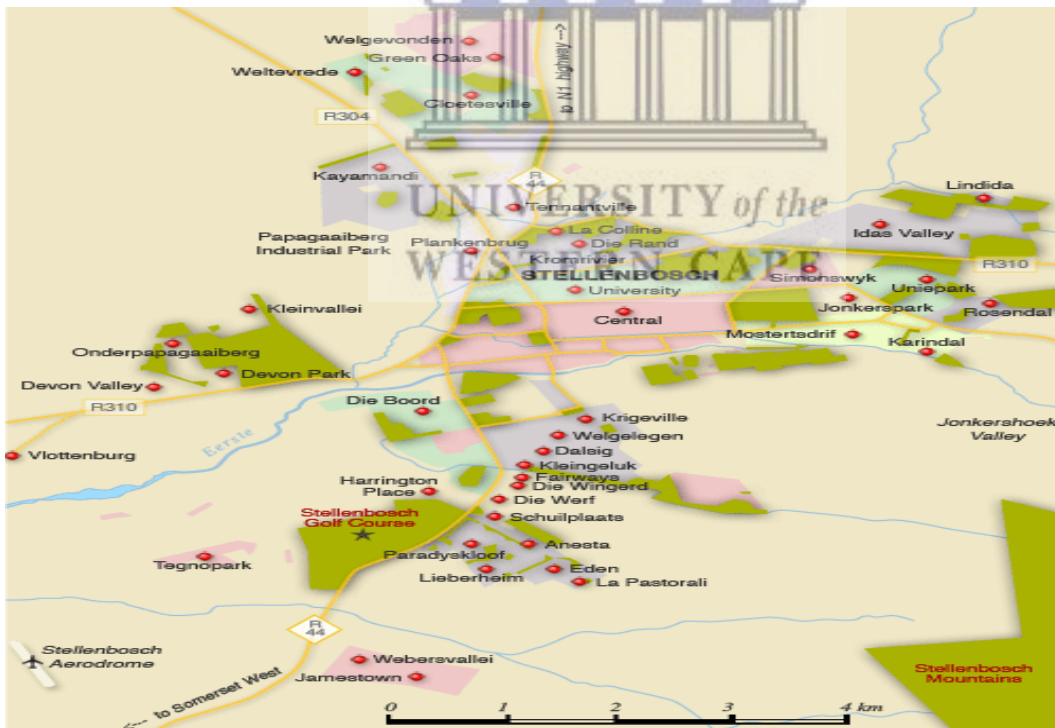 Welgevonden
Green Oaks
Weltevrede
to N1 highway --->
Cloetesville
R304
Kayamandi
R
44
Lindida
UNIVERSITY of the
Tennantville
La Colline
Idas Valley
Papagaaiberg
Industrial Park
Plankenbrug
Die Rand
Kromrivier
WESTERN CAPE
STELLENBOSCH
R310
Simonswyk
University
Uniepark
Kleinvallei
Jonkerspark
Rosendal
Central
Mostertsdrif
Karindal
Onderpapagaaiberg
Devon Park
Devon Valley
R310
Die Boord
Krigeville
Jonkershoek
Valley
Eerste
Welgelegen
Dalsig
Vlottenburg
Kleingeluk
Fairways
Harrington
Place
Die Wingerd
Die Werf
Stellenbosch
Golf Course
Schuilplaats
Paradyskloof
Anesta
Tegnopark
Lieberheim
Eden
La Pastorali
R
44
Stellenbosch
Aerodrome
Webersvallei
Jamestown
Stellenbosch
Mountains
<--- to Somerset West
0 1 2 3 4 km